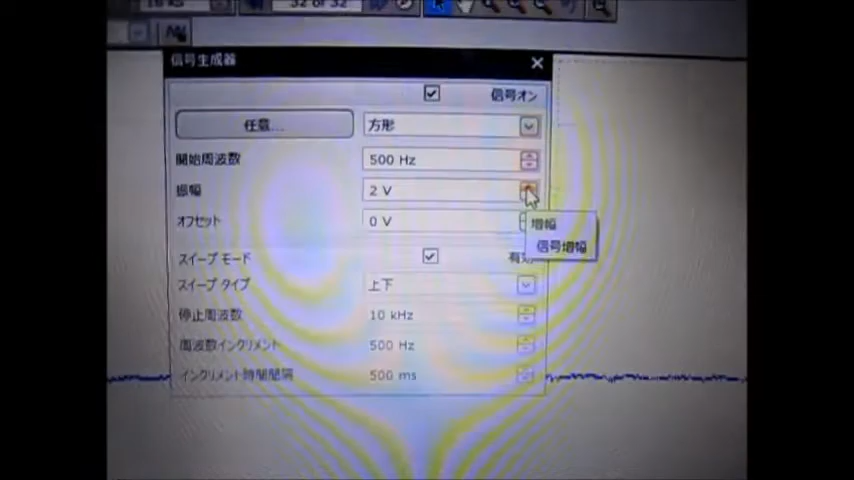 16 kS
32 of 32
信号生成器
信号オン
任意...
方形
開始周波数
500 Hz
振幅
2 V
オフセット
0 V
増幅
信号増幅
スイープ モード
有効
スイープ タイプ
上下
停止周波数
10 kHz
周波数インクリメント
500 Hz
インクリメント時間間隔
500 ms